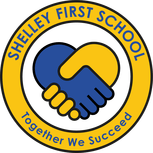 SHELLEY FIRST SCHOOL
Together We Succeed